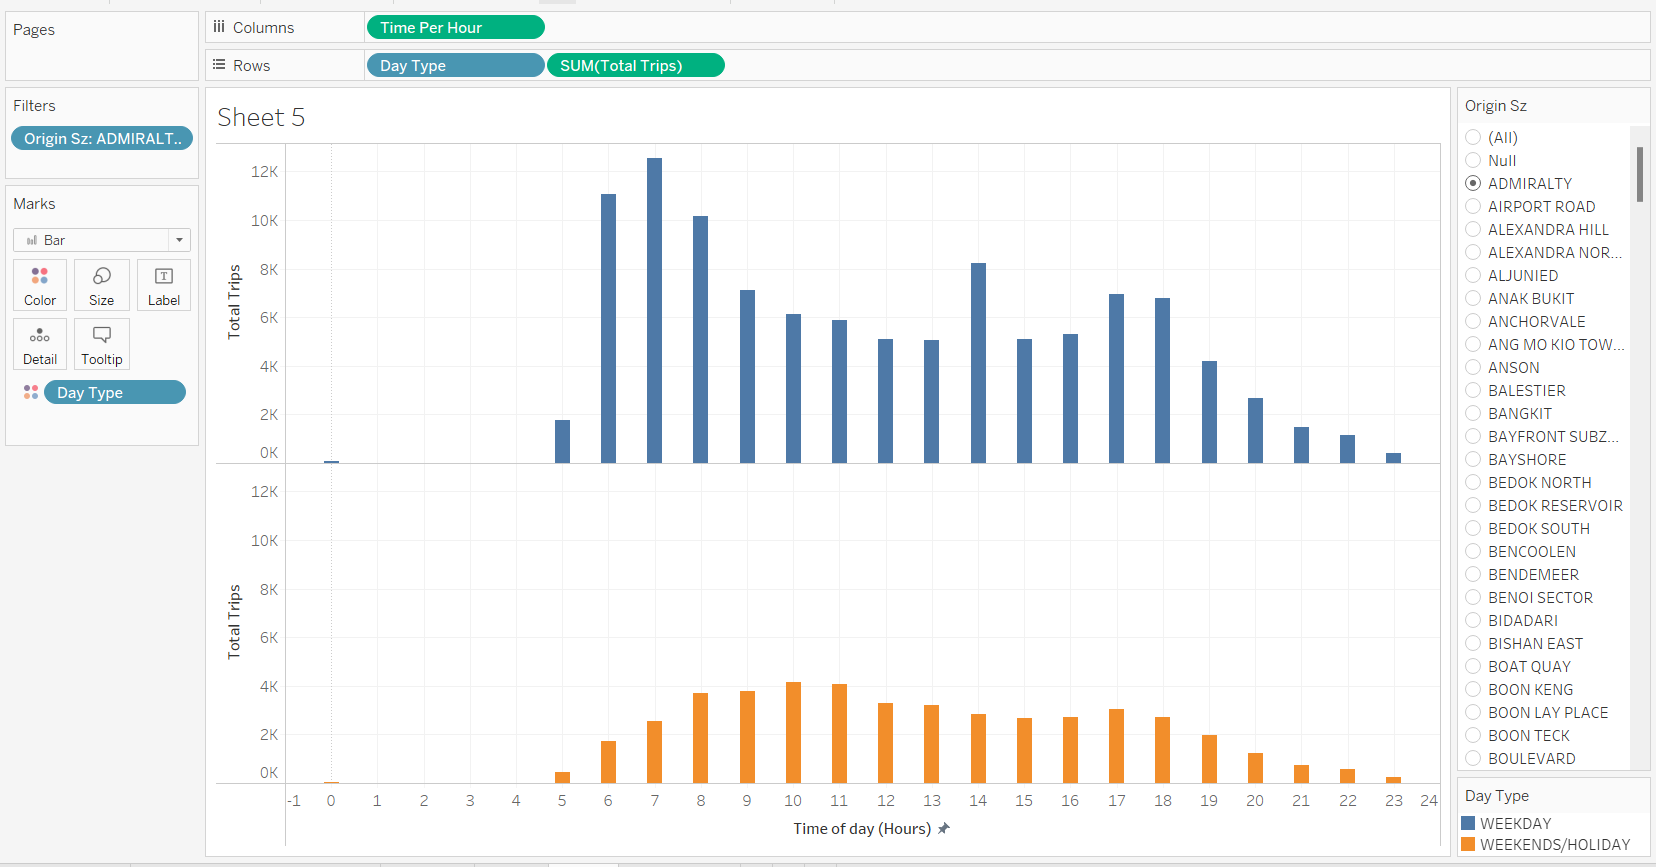 Pages
Columns
Time Per Hour
Rows
Day Type
SUM(Total Trips)
Filters
Origin Sz: ADMIRALT..
Marks
Bar
Color
Size
Label
Detail
Tooltip
Day Type
Sheet 5
Total Trips
12K
10K
8K
6K
4K
2K
0K
Total Trips
12K
10K
8K
6K
4K
2K
0K
-1 0 1 2 3 4 5 6 7 8 9 10 11 12 13 14 15 16 17 18 19 20 21 22 23 24
Time of day (Hours)
Origin Sz
(All)
Null
ADMIRALTY
AIRPORT ROAD
ALEXANDRA HILL
ALEXANDRA NOR...
ALJUNIED
ANAK BUKIT
ANCHORVALE
ANG MO KIO TOW...
ANSON
BALESTIER
BANGKIT
BAYFRONT SUBZ...
BAYSHORE
BEDOK NORTH
BEDOK RESERVOIR
BEDOK SOUTH
BENCOOLEN
BENDEMEER
BENOI SECTOR
BIDADARI
BISHAN EAST
BOAT QUAY
BOON KENG
BOON LAY PLACE
BOON TECK
BOULEVARD
Day Type
WEEKDAY
WEEKENDS/HOLIDAY